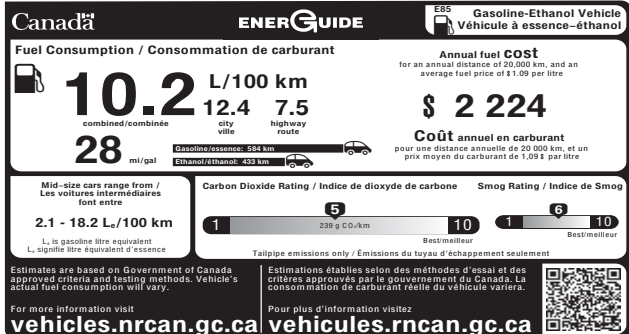 Canada
ENERGUIDE
E85
Gasoline-Ethanol Vehicle
Véhicule à essence–éthanol
Fuel Consumption / Consommation de carburant
10.2
L/100 km
combined/combinée
12.4
city
ville
7.5
highway
route
28 mi/gal
Gasoline/essence: 584 km
Ethanol/éthanol: 433 km
Annual fuel cost
for an annual distance of 20,000 km, and an
average fuel price of $1.09 per litre
$ 2 224
Coût annuel en carburant
pour une distance annuelle de 20 000 km, et un
prix moyen du carburant de 1,09$ par litre
Mid-size cars range from /
Les voitures intermédiaires
font entre
2.1 - 18.2 Lₑ/100 km
Lₑ is gasoline litre equivalent
Lₑ signifie litre équivalent d'essence
Carbon Dioxide Rating / Indice de dioxyde de carbone
5
1
239 g CO₂/km
10
Best/meilleur
Smog Rating / Indice de Smog
6
1
10
Best/meilleur
Tailpipe emissions only / Émissions du tuyau d'échappement seulement
Estimates are based on Government of Canada
approved criteria and testing methods. Vehicle's
actual fuel consumption will vary.
For more information visit
vehicles.nrcan.gc.ca
Estimations établies selon des méthodes d'essai et des
critères approuvés par le gouvernement du Canada. La
consommation de carburant réelle du véhicule variera.
Pour plus d'information visitez
vehicules.rncan.gc.ca